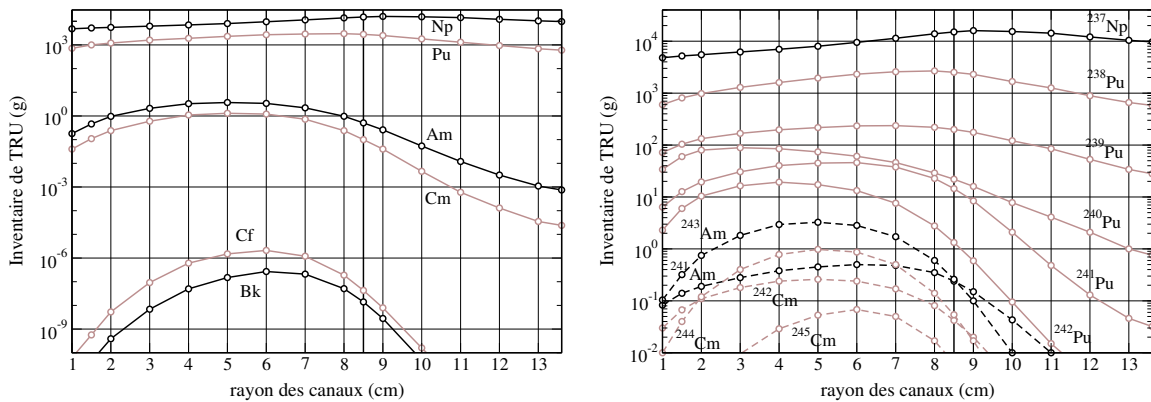 Inventaire de TRU (g)
10^3
10^0
10^-3
10^-6
10^-9
Np
Pu
Am
Cm
Cf
Bk
1 2 3 4 5 6 7 8 9 10 11 12 13
rayon des canaux (cm)
Inventaire de TRU (g)
10^4
10^3
10^2
10^1
10^0
10^-1
10^-2
^237Np
^238Pu
^239Pu
^240Pu
^241Pu
^242Pu
^243Am
^241Am
^242Cm
^244Cm
^245Cm
1 2 3 4 5 6 7 8 9 10 11 12 13
rayon des canaux (cm)